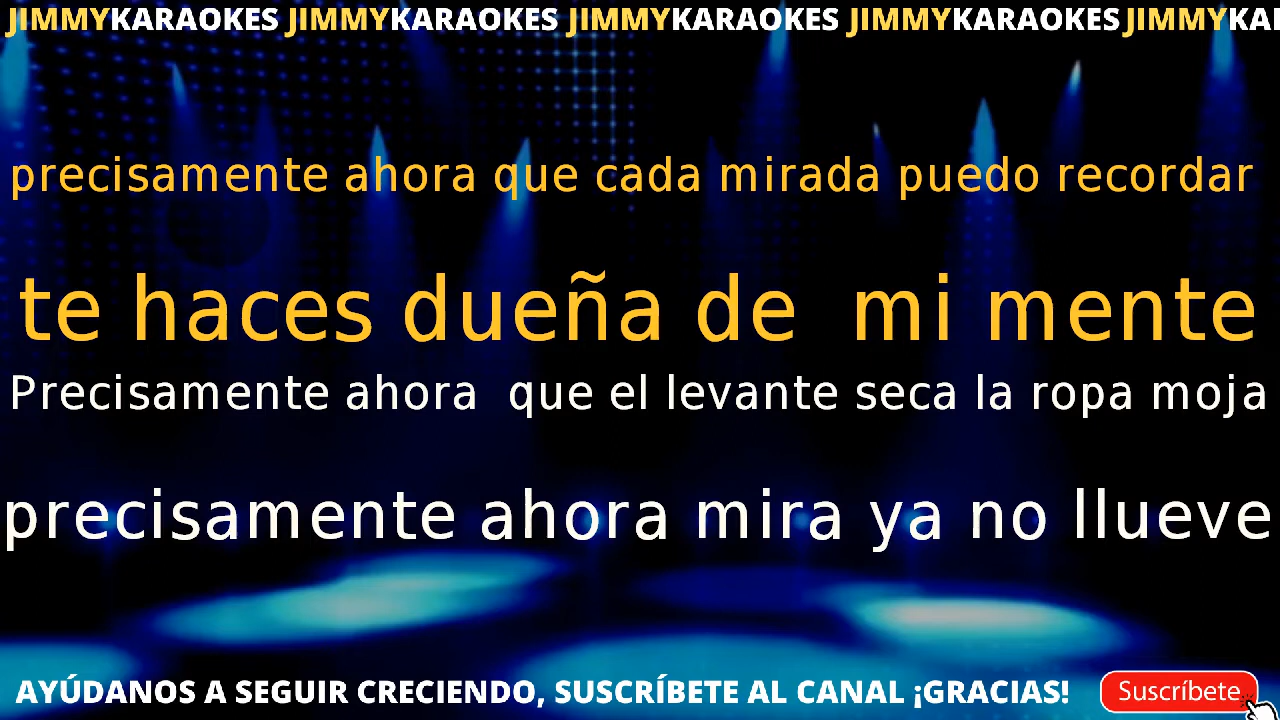 JIMMYKARAOKES JIMMYKARAOKES JIMMYKARAOKES JIMMYKARAOKES JIMMYKA
precisamente ahora que cada mirada puedo recordar
te haces dueña de mi mente
Precisamente ahora que el levante seca la ropa moja
precisamente ahora mira ya no llueve
AYÚDANOS A SEGUIR CRECIENDO, SUSCRÍBETE AL CANAL ¡GRACIAS! Suscríbete